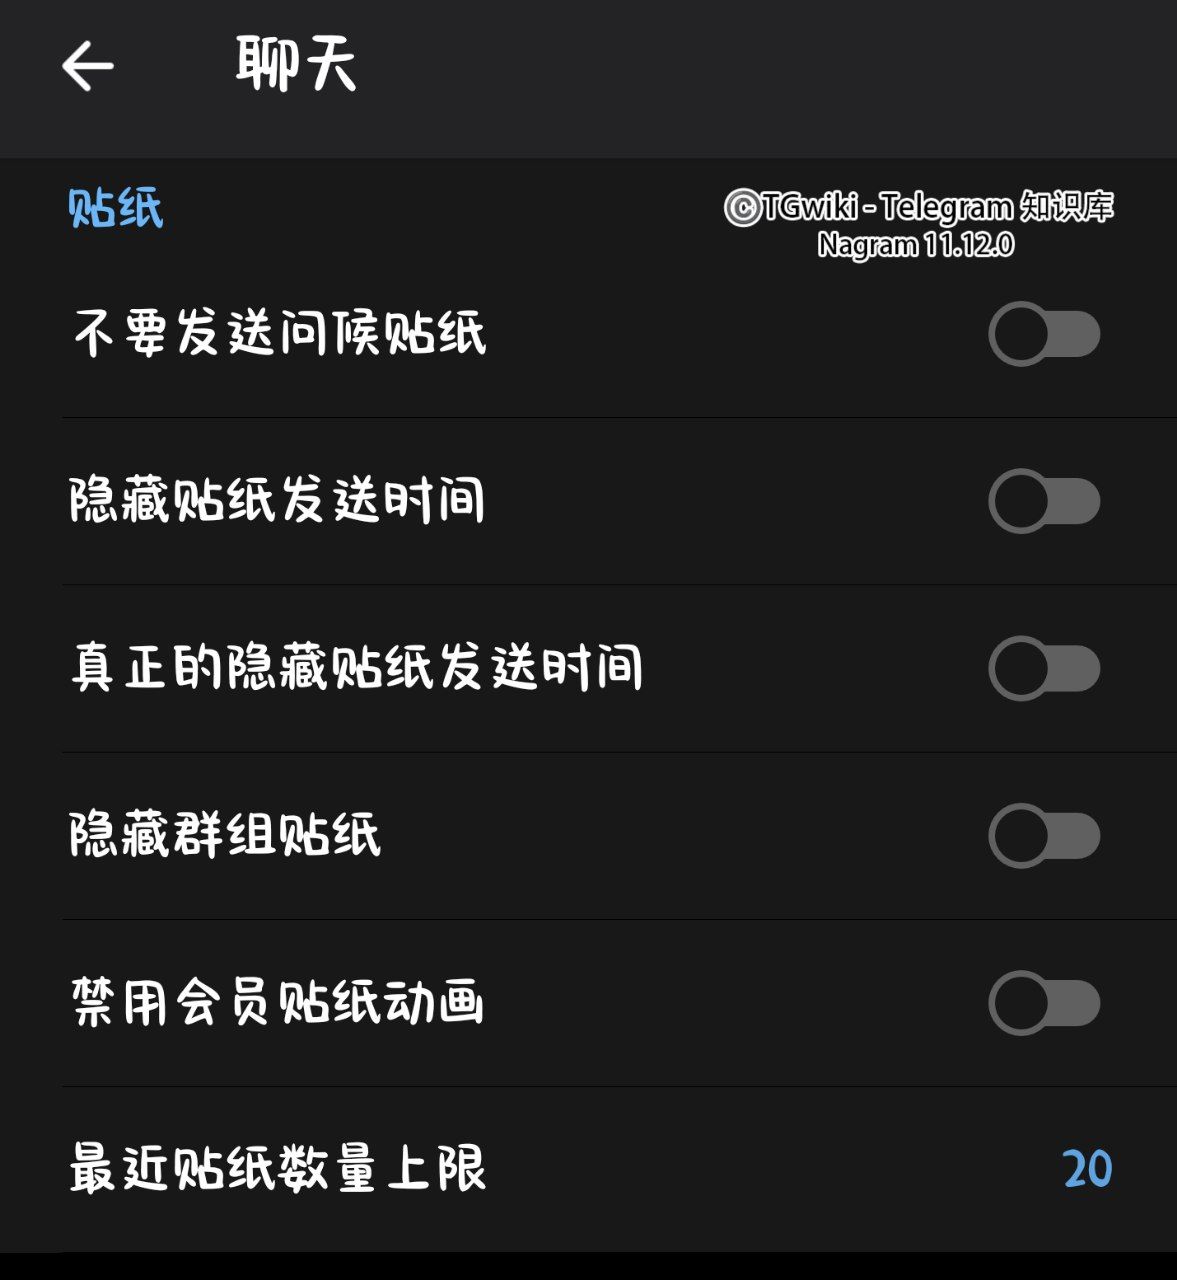 聊天
贴纸
©TGwiki - Telegram 知识库
Nagram 11.12.0
不要发送问候贴纸
隐藏贴纸发送时间
真正的隐藏贴纸发送时间
隐藏群组贴纸
禁用会员贴纸动画
最近贴纸数量上限
20